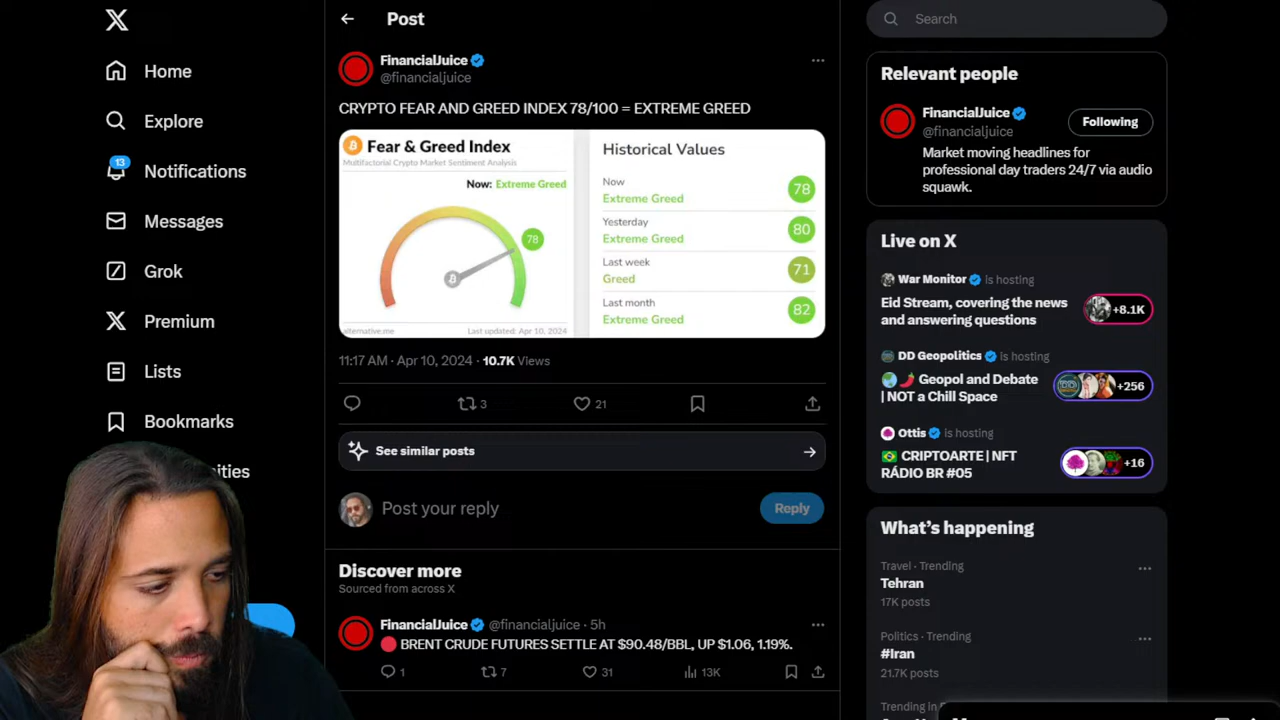 Home
Explore
13
Notifications
Messages
Grok
Premium
Lists
Bookmarks
Post
FinancialJuice
@financialjuice
CRYPTO FEAR AND GREED INDEX 78/100 = EXTREME GREED
Fear & Greed Index
Multifactorial Crypto Market Sentiment Analysis
Now: Extreme Greed
78
alternative.me
Last updated: Apr 10, 2024
Historical Values
Now
Extreme Greed
78
Yesterday
Extreme Greed
80
Last week
Greed
71
Last month
Extreme Greed
82
11:17 AM · Apr 10, 2024 · 10.7K Views
3
21
See similar posts
Post your reply
Reply
Discover more
Sourced from across X
FinancialJuice @financialjuice · 5h
BRENT CRUDE FUTURES SETTLE AT $90.48/BBL, UP $1.06, 1.19%.
1
7
31
13K
Search
Relevant people
FinancialJuice
@financialjuice
Following
Market moving headlines for
professional day traders 24/7 via audio
squawk.
Live on X
War Monitor is hosting
Eid Stream, covering the news
and answering questions
+8.1K
DD Geopolitics is hosting
Geopol and Debate
| NOT a Chill Space
+256
Ottis is hosting
CRIPTOARTE | NFT
RÁDIO BR #05
+16
What's happening
Travel · Trending
Tehran
17K posts
Politics · Trending
#Iran
21.7K posts